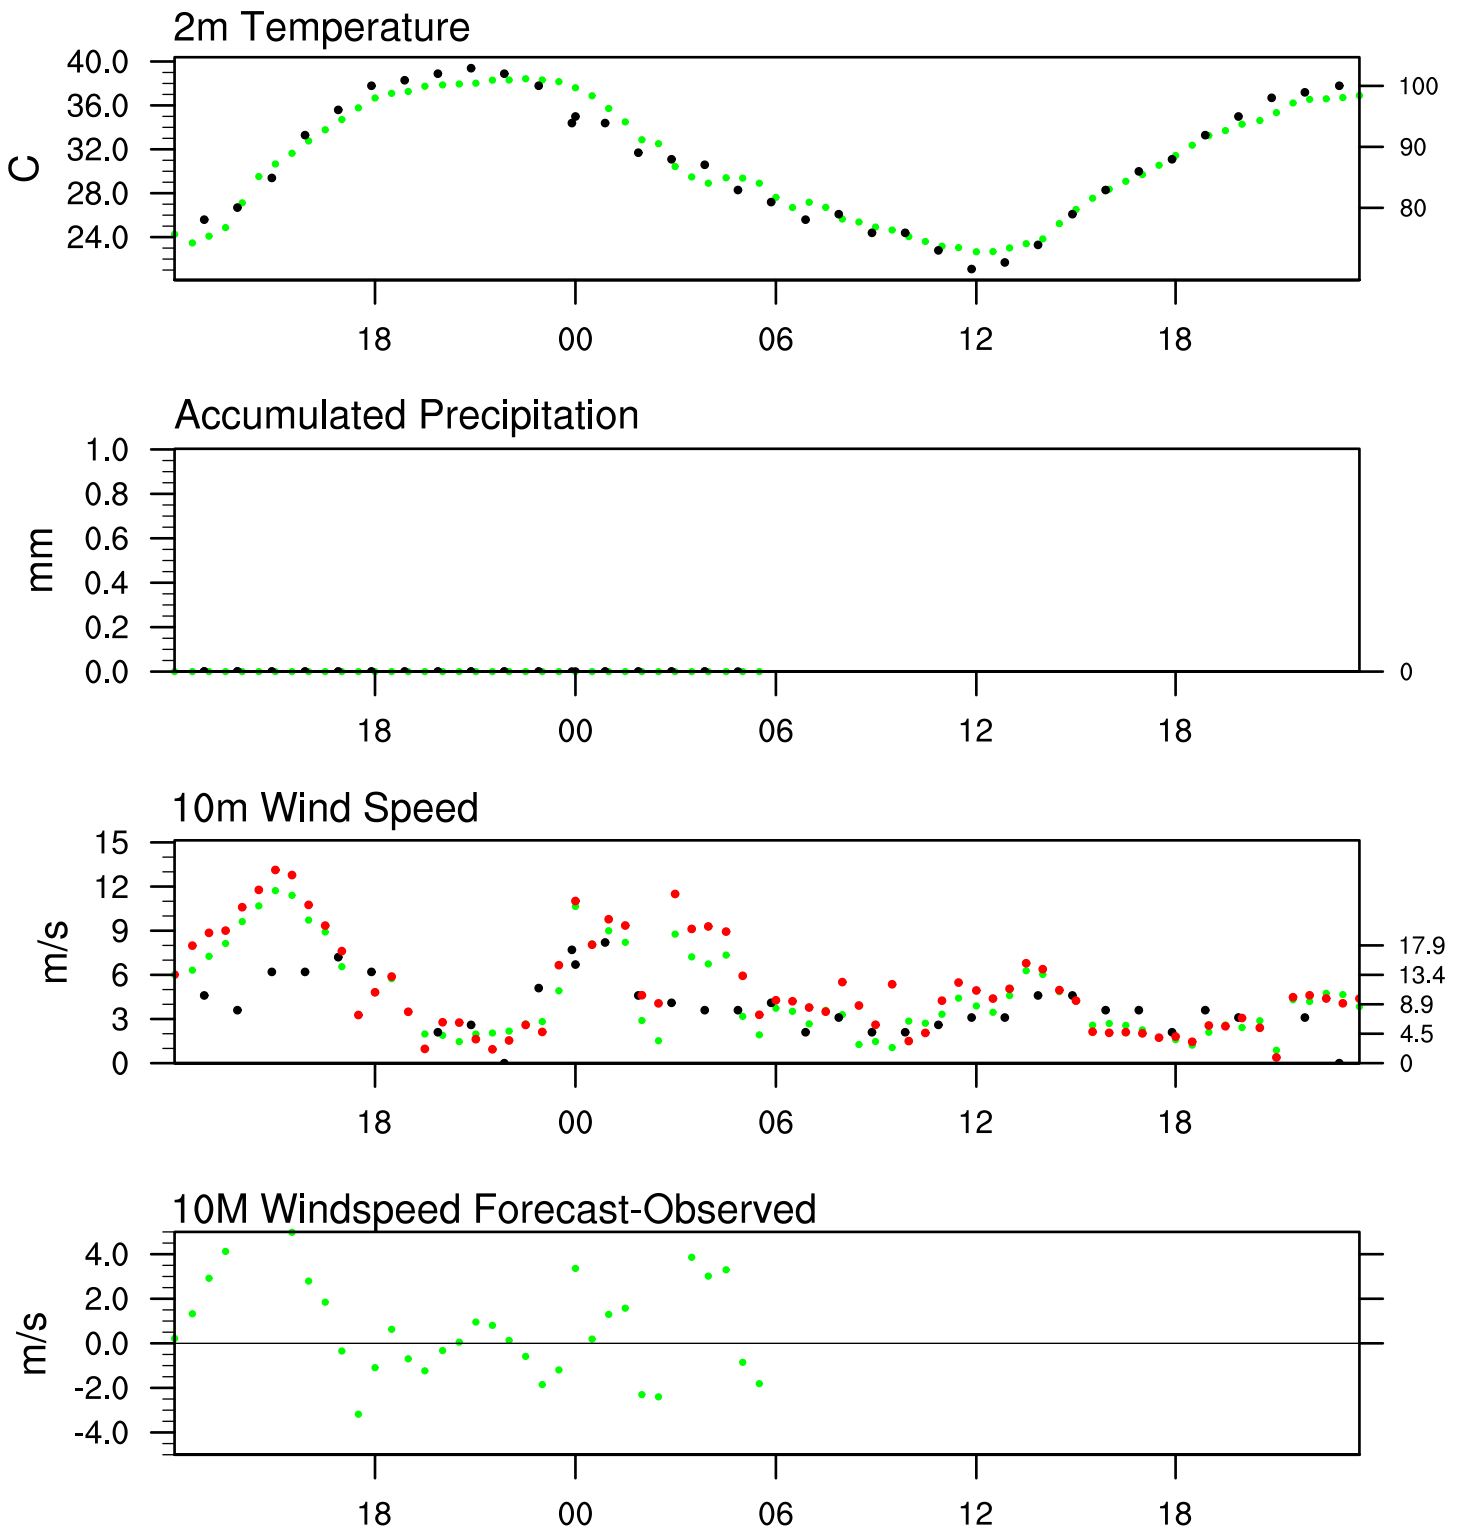 2m Temperature
40.0
36.0
32.0
28.0
24.0
C
100
90
80
18 00 06 12 18
Accumulated Precipitation
1.0
0.8
0.6
0.4
0.2
0.0
mm
0
18 00 06 12 18
10m Wind Speed
15
12
9
6
3
0
m/s
17.9
13.4
8.9
4.5
0
18 00 06 12 18
10M Windspeed Forecast-Observed
4.0
2.0
0.0
-2.0
-4.0
m/s
18 00 06 12 18